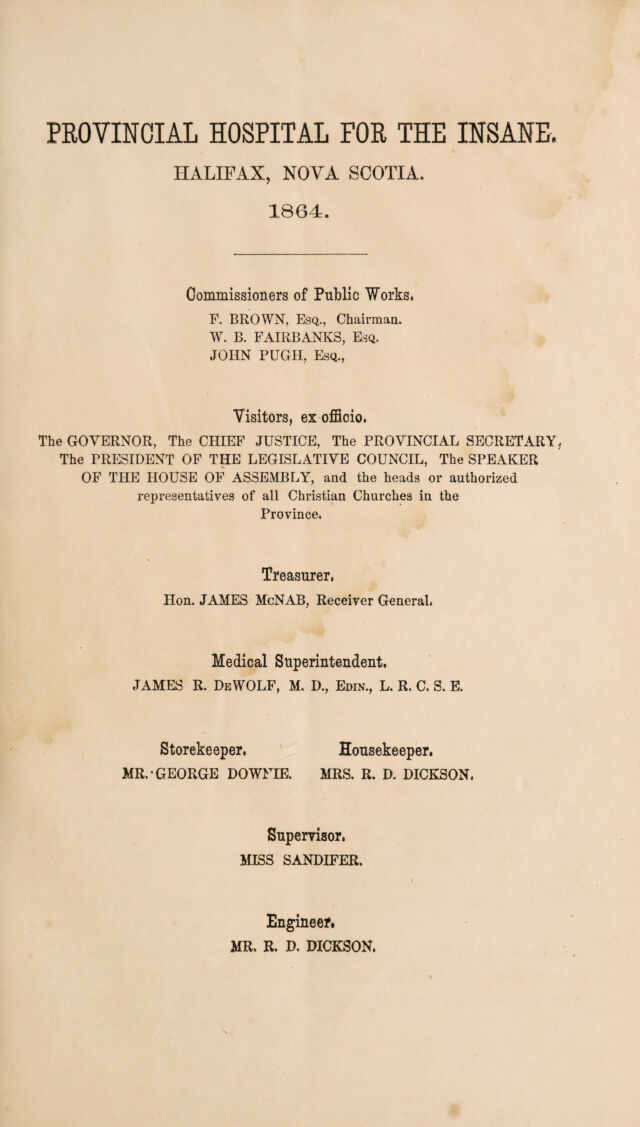 PROVINCIAL HOSPITAL FOR THE INSANE.
HALIFAX, NOVA SCOTIA.
1864.
Commissioners of Public Works.
F. BROWN, Esq., Chairman.
W. B. FAIRBANKS, Esq.
JOHN PUGH, Esq.,
Visitors, ex officio.
The GOVERNOR, The CHIEF JUSTICE, The PROVINCIAL SECRETARY,
The PRESIDENT OF THE LEGISLATIVE COUNCIL, The SPEAKER
OF THE HOUSE OF ASSEMBLY, and the heads or authorized
representatives of all Christian Churches in the
Province.
Treasurer.
Hon. JAMES McNAB, Receiver General.
Medical Superintendent.
JAMES R. DeWOLF, M. D., Edin., L. R. C. S. E.
Storekeeper. Housekeeper.
MR. GEORGE DOWNIE. MRS. R. D. DICKSON.
Supervisor.
MISS SANDIFER.
Engineer.
MR. R. D. DICKSON.